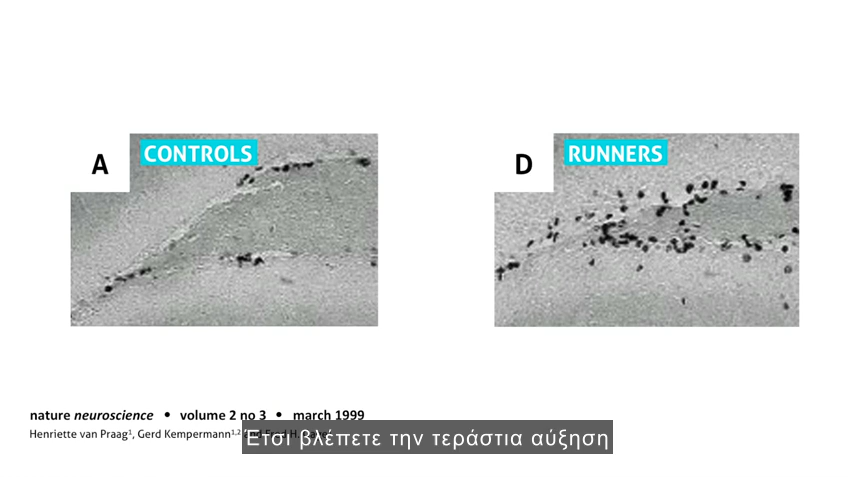 A CONTROLS
D RUNNERS
nature neuroscience • volume 2 no 3 • march 1999
Henriette van Praag¹, Gerd Kempermann¹,²
Έτσι βλέπετε την τεράστια αύξηση